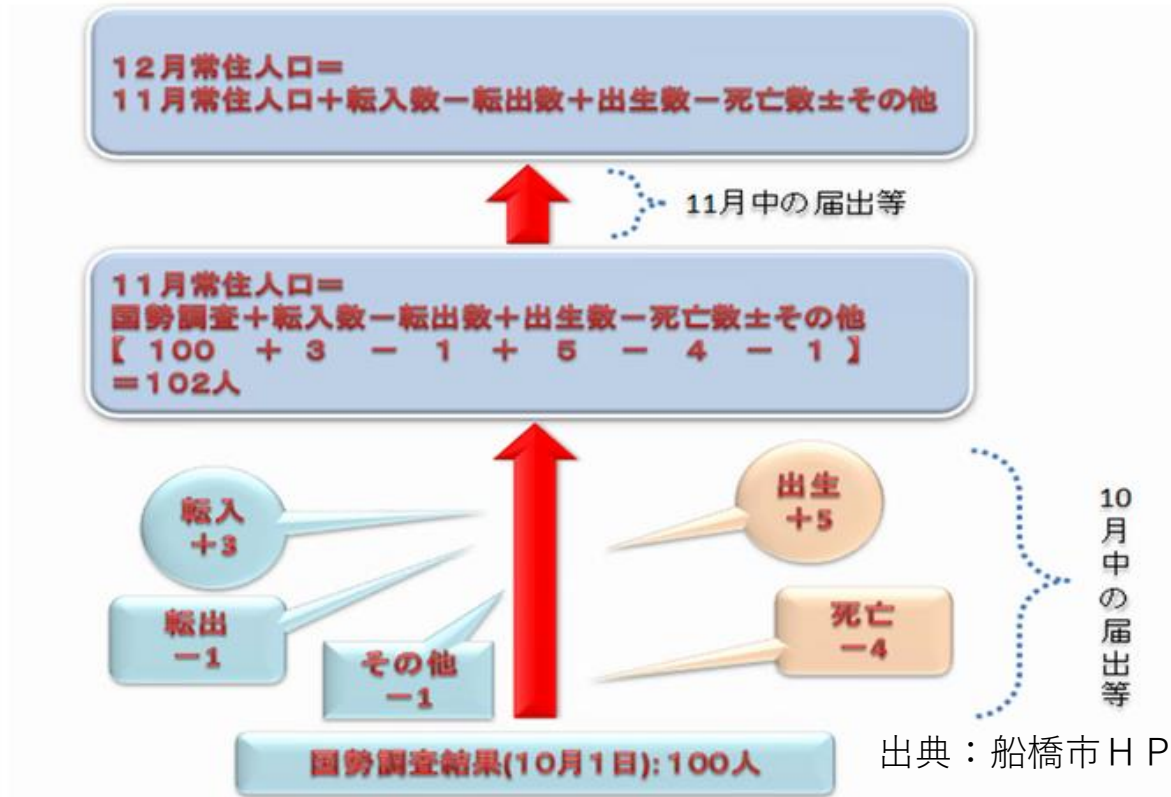 12月常住人口＝
11月常住人口＋転入数－転出数＋出生数－死亡数±その他
11月中の届出等
11月常住人口＝
国勢調査＋転入数－転出数＋出生数－死亡数±その他
【 100 ＋ 3 － 1 ＋ 5 － 4 － 1 】
＝102人
転入
＋3
出生
＋5
転出
－1
死亡
－4
その他
－1
10月中の届出等
国勢調査結果(10月1日):100人
出典：船橋市ＨＰ